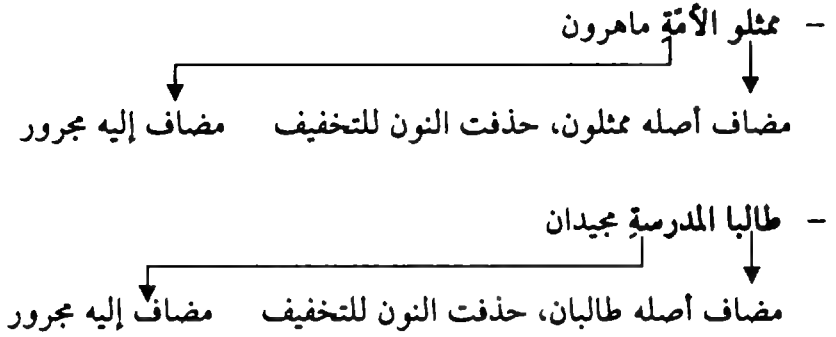 – ممثلو الأمّةِ ماهرون
مضاف أصله ممثلون، حذفت النون للتخفيف مضاف إليه مجرور
– طالبا المدرسةِ مجيدان
مضاف أصله طالبان، حذفت النون للتخفيف مضاف إليه مجرور